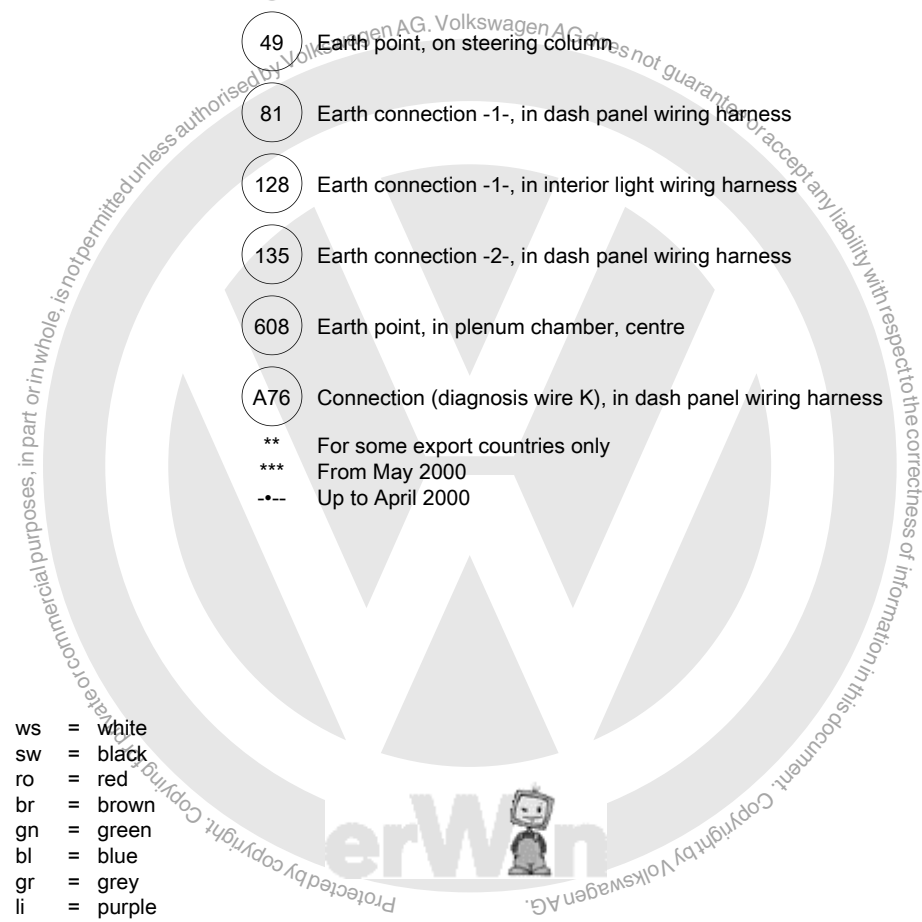 49 Earth point, on steering column
81 Earth connection -1-, in dash panel wiring harness
128 Earth connection -1-, in interior light wiring harness
135 Earth connection -2-, in dash panel wiring harness
608 Earth point, in plenum chamber, centre
A76 Connection (diagnosis wire K), in dash panel wiring harness
** For some export countries only
*** From May 2000
-•-- Up to April 2000
ws = white
sw = black
ro = red
br = brown
gn = green
bl = blue
gr = grey
li = purple
erWin
Protected by copyright. Copying for private or commercial purposes, in part or in whole, is not permitted unless authorised by Volkswagen AG. Volkswagen AG does not guarantee or accept any liability with respect to the correctness of information in this document. Copyright by Volkswagen AG.